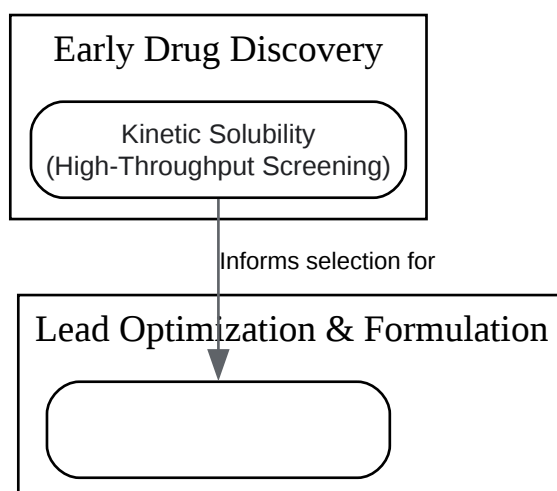 Early Drug Discovery
Kinetic Solubility
(High-Throughput Screening)
Informs selection for
Lead Optimization & Formulation